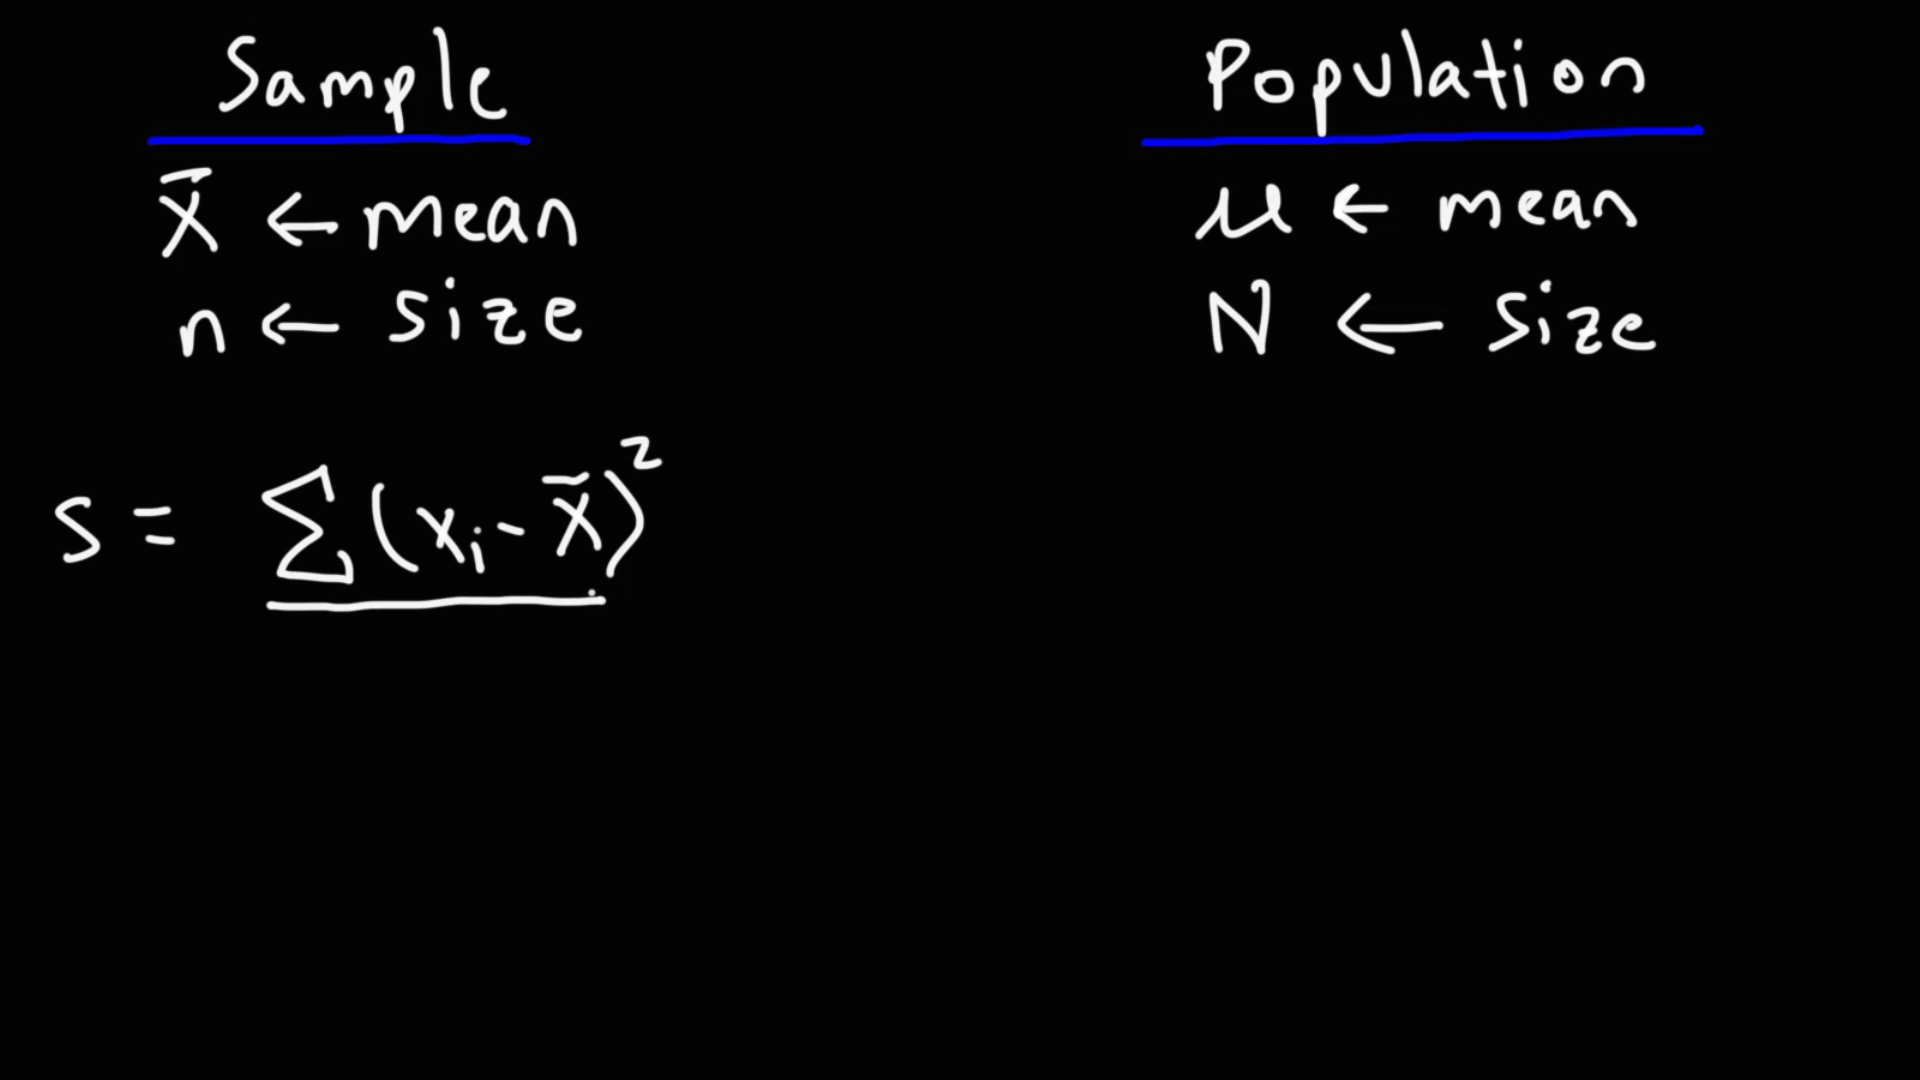 Sample
x̄ ← mean
n ← size
s = ∑(xᵢ - x̄)²
Population
μ ← mean
N ← size